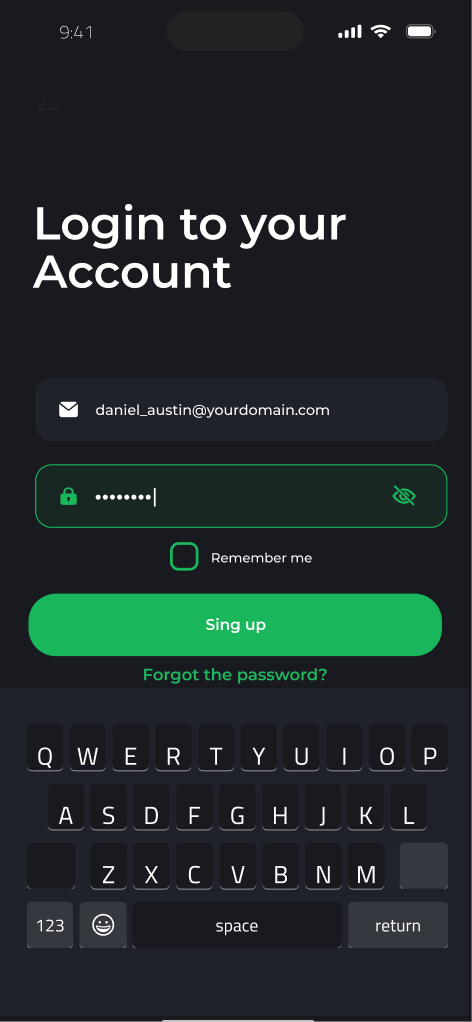 9:41
Login to your
Account
daniel_austin@yourdomain.com
••••••••
Remember me
Sing up
Forgot the password?
Q W E R T Y U I O P
A S D F G H J K L
Z X C V B N M
123 space return